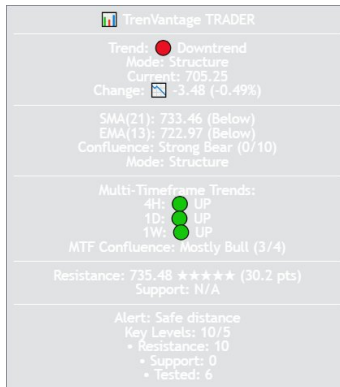 📊 TrenVantage TRADER
Trend: 🔴 Downtrend
Mode: Structure
Current: 705.25
Change: 📉 -3.48 (-0.49%)
SMA(21): 733.46 (Below)
EMA(13): 722.97 (Below)
Confluence: Strong Bear (0/10)
Mode: Structure
Multi-Timeframe Trends:
4H: 🟢 UP
1D: 🟢 UP
1W: 🟢 UP
MTF Confluence: Mostly Bull (3/4)
Resistance: 735.48 ★★★★★ (30.2 pts)
Support: N/A
Alert: Safe distance
Key Levels: 10/5
• Resistance: 10
• Support: 0
• Tested: 6